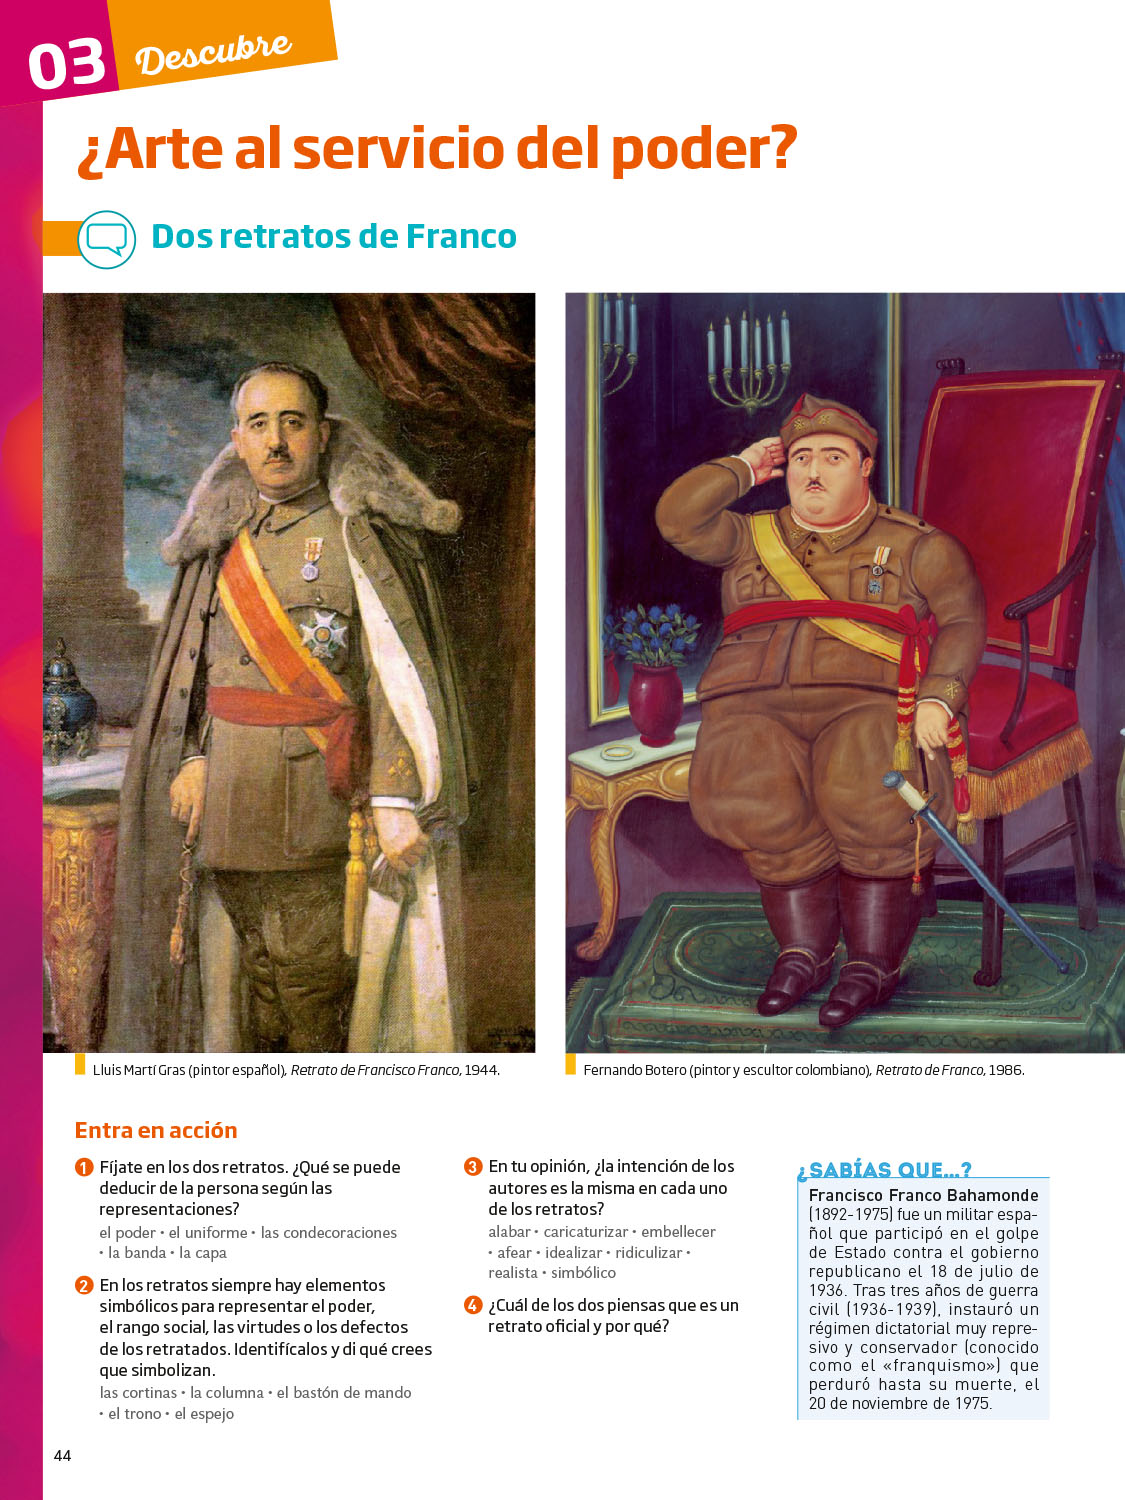 03 Descubre
¿Arte al servicio del poder?
Dos retratos de Franco
Lluis Martí Gras (pintor español), Retrato de Francisco Franco, 1944.
Fernando Botero (pintor y escultor colombiano), Retrato de Franco, 1986.
Entra en acción
1 Fíjate en los dos retratos. ¿Qué se puede
deducir de la persona según las
representaciones?
el poder • el uniforme • las condecoraciones
• la banda • la capa
2 En los retratos siempre hay elementos
simbólicos para representar el poder,
el rango social, las virtudes o los defectos
de los retratados. Identifícalos y di qué crees
que simbolizan.
las cortinas • la columna • el bastón de mando
• el trono • el espejo
3 En tu opinión, ¿la intención de los
autores es la misma en cada uno
de los retratos?
alabar • caricaturizar • embellecer
• afear • idealizar • ridiculizar •
realista • simbólico
4 ¿Cuál de los dos piensas que es un
retrato oficial y por qué?
¿SABÍAS QUE...?
Francisco Franco Bahamonde
(1892-1975) fue un militar espa-
ñol que participó en el golpe
de Estado contra el gobierno
republicano el 18 de julio de
1936. Tras tres años de guerra
civil (1936-1939), instauró un
régimen dictatorial muy repre-
sivo y conservador (conocido
como el «franquismo») que
perduró hasta su muerte, el
20 de noviembre de 1975.
44